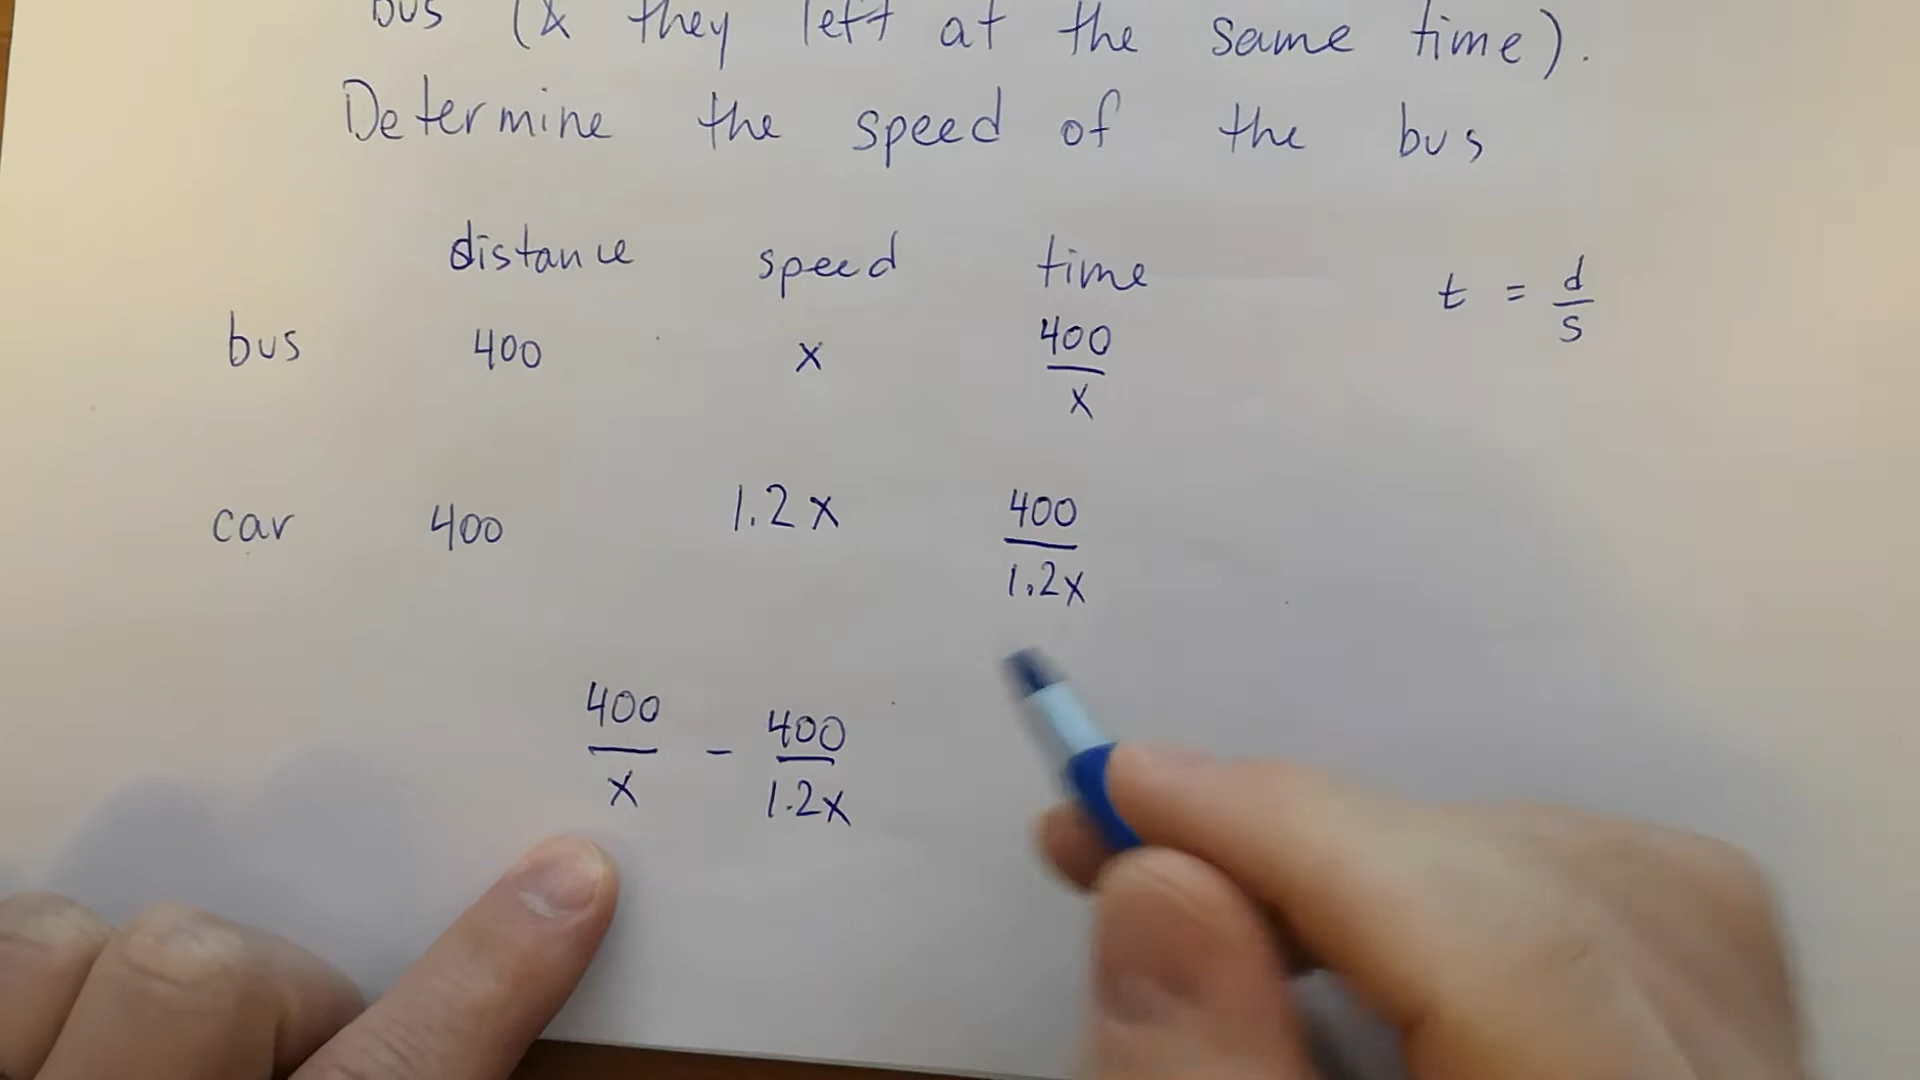 bus (& they left at the same time).
Determine the speed of the bus
distance speed time
t = d/s
bus 400 x 400/x
car 400 1.2x 400/1.2x
400/x - 400/1.2x